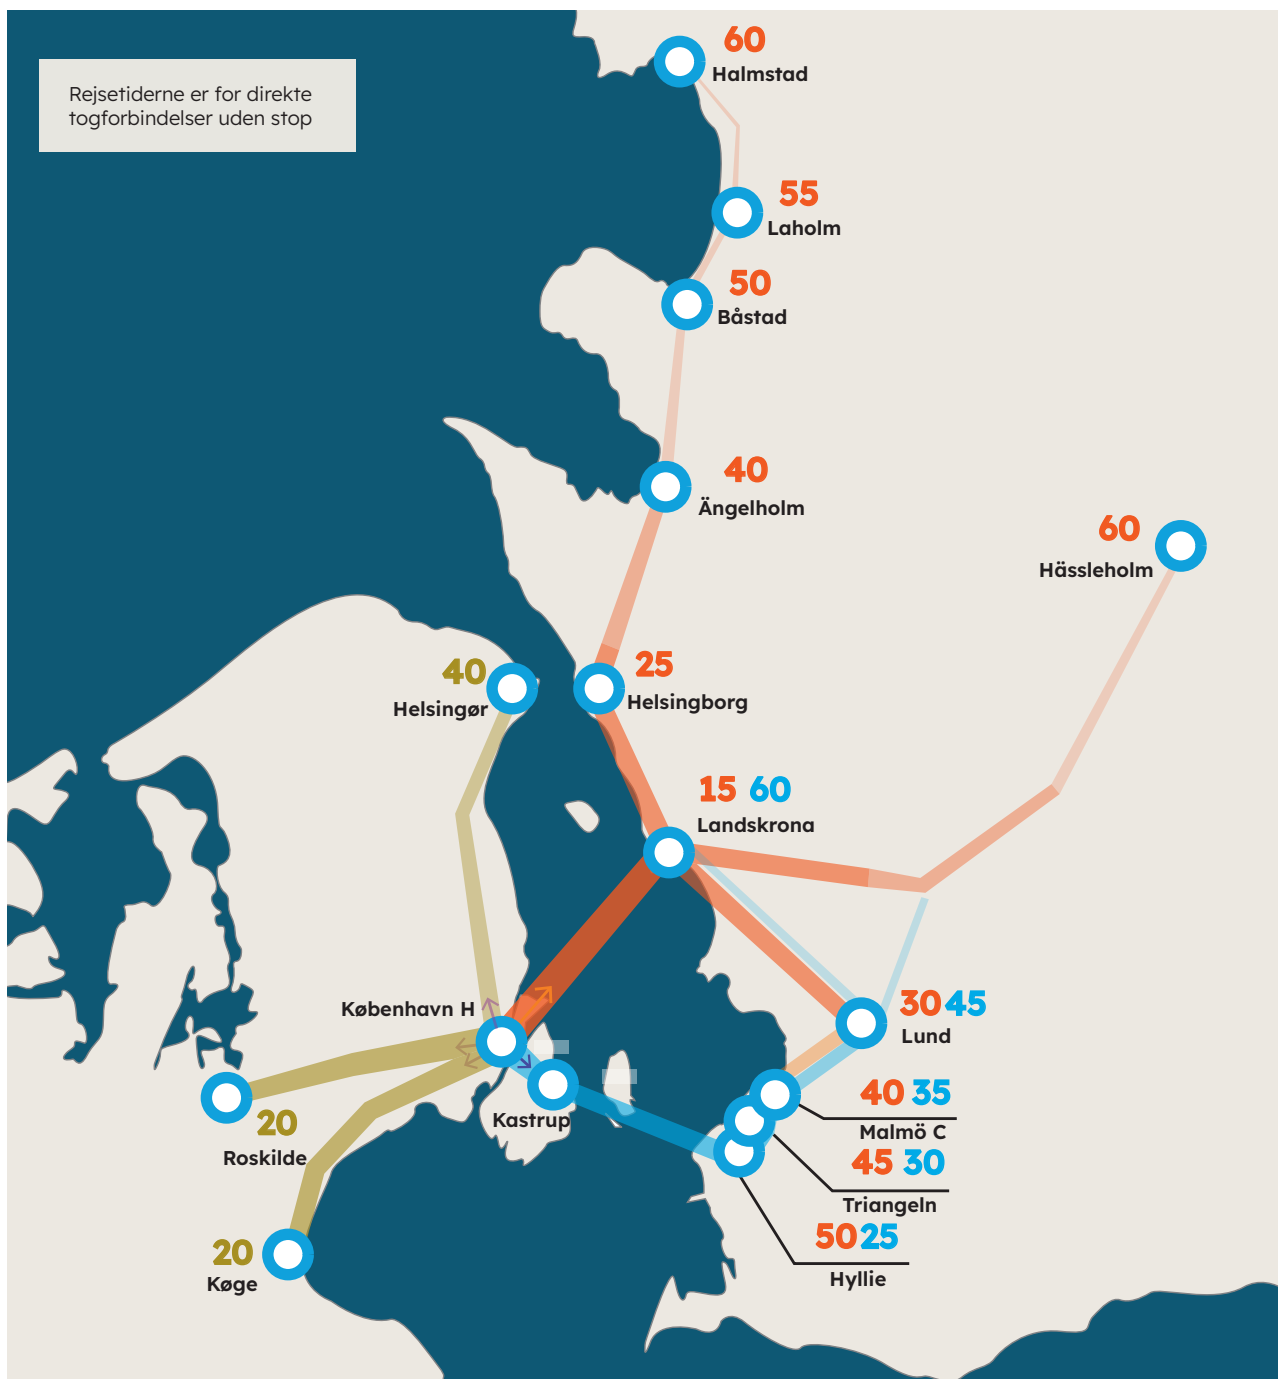 60
Halmstad
Rejsetiderne er for direkte
togforbindelser uden stop
55
Laholm
50
Båstad
40
Ängelholm
60
Hässleholm
40
Helsingør
25
Helsingborg
15 60
Landskrona
København H
30 45
Lund
Kastrup
40 35
Malmö C
20
Roskilde
45 30
Triangeln
50 25
Hyllie
20
Køge